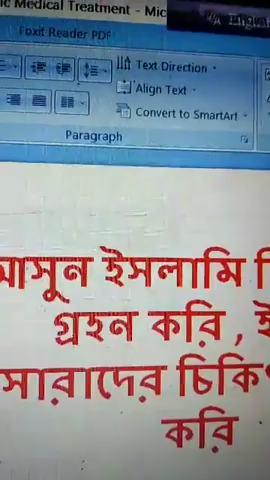 ic Medical Treatment - Mic
Foxit Reader PDF
Text Direction
Align Text
Convert to SmartArt
Paragraph
আসুন ইসলামি
গ্রহন করি ,
সারাদের
করি